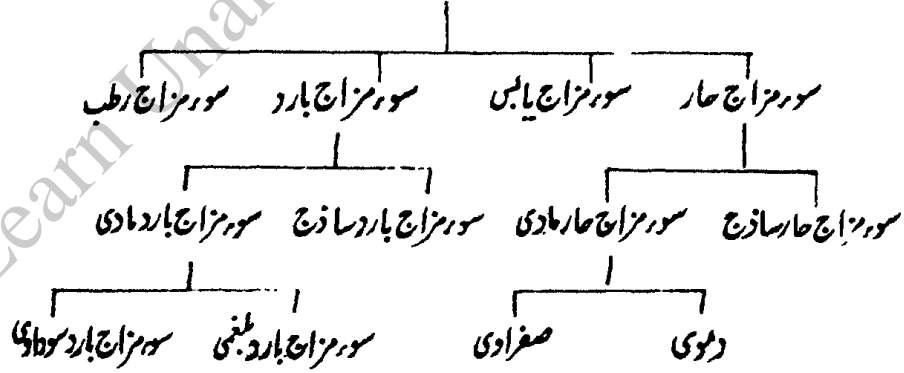 سوء مزاج حار سوء مزاج یابس سوء مزاج بارد سوء مزاج رطب
سوء مزاج حار ساذج سوء مزاج حار مادی سوء مزاج بارد ساذج سوء مزاج بارد مادی
دموی صفراوی سوء مزاج بارد بلغمی سوء مزاج بارد سوداوی
Learn Una